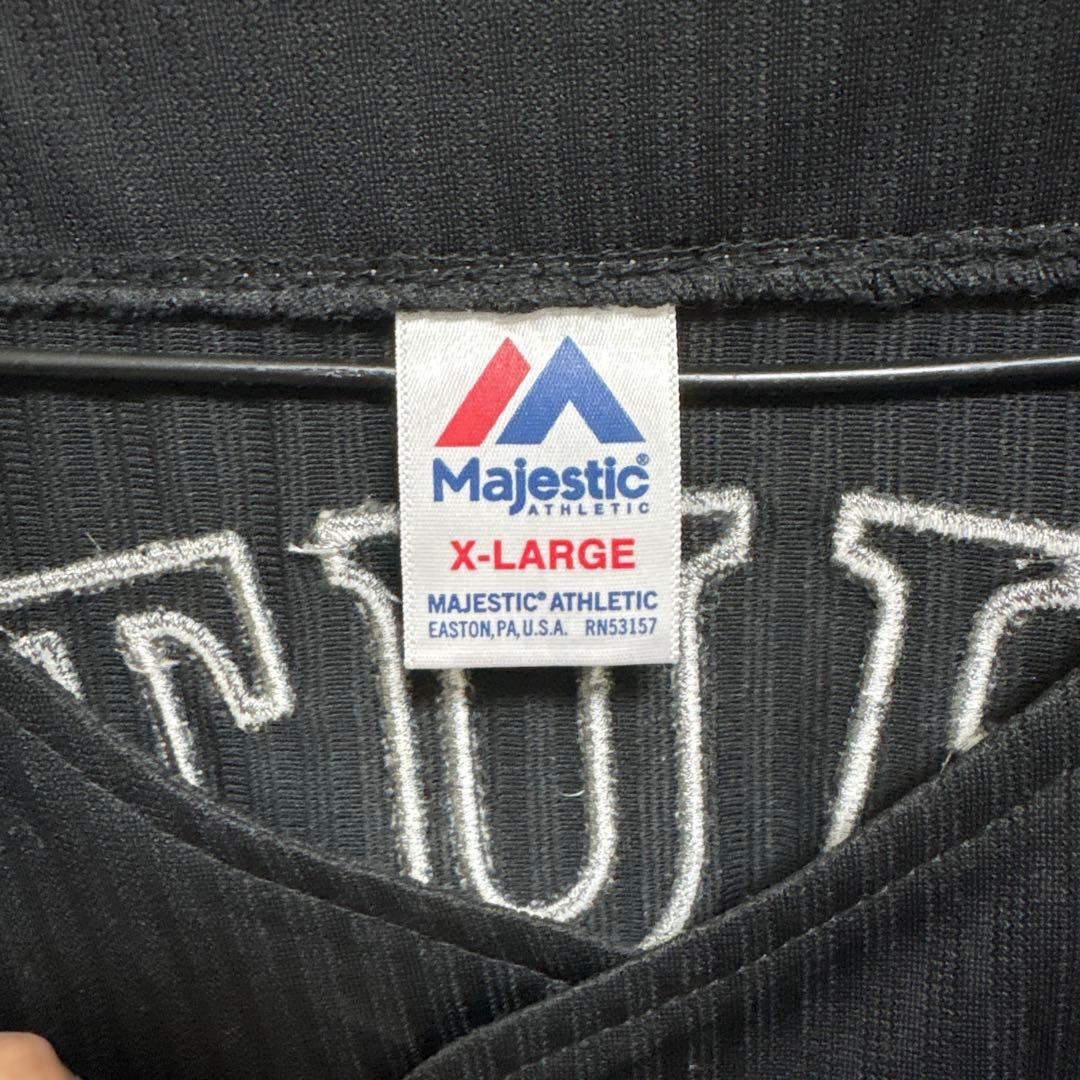 Majestic®
ATHLETIC
X-LARGE
MAJESTIC® ATHLETIC
EASTON, PA, U.S.A. RN53157